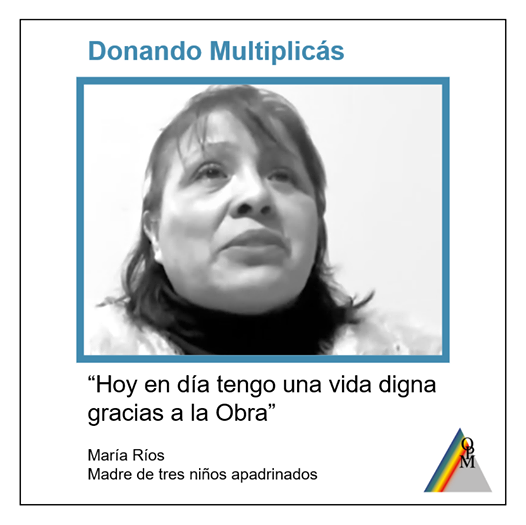 Donando Multiplicás
“Hoy en día tengo una vida digna
gracias a la Obra”
María Ríos
Madre de tres niños apadrinados
OPM